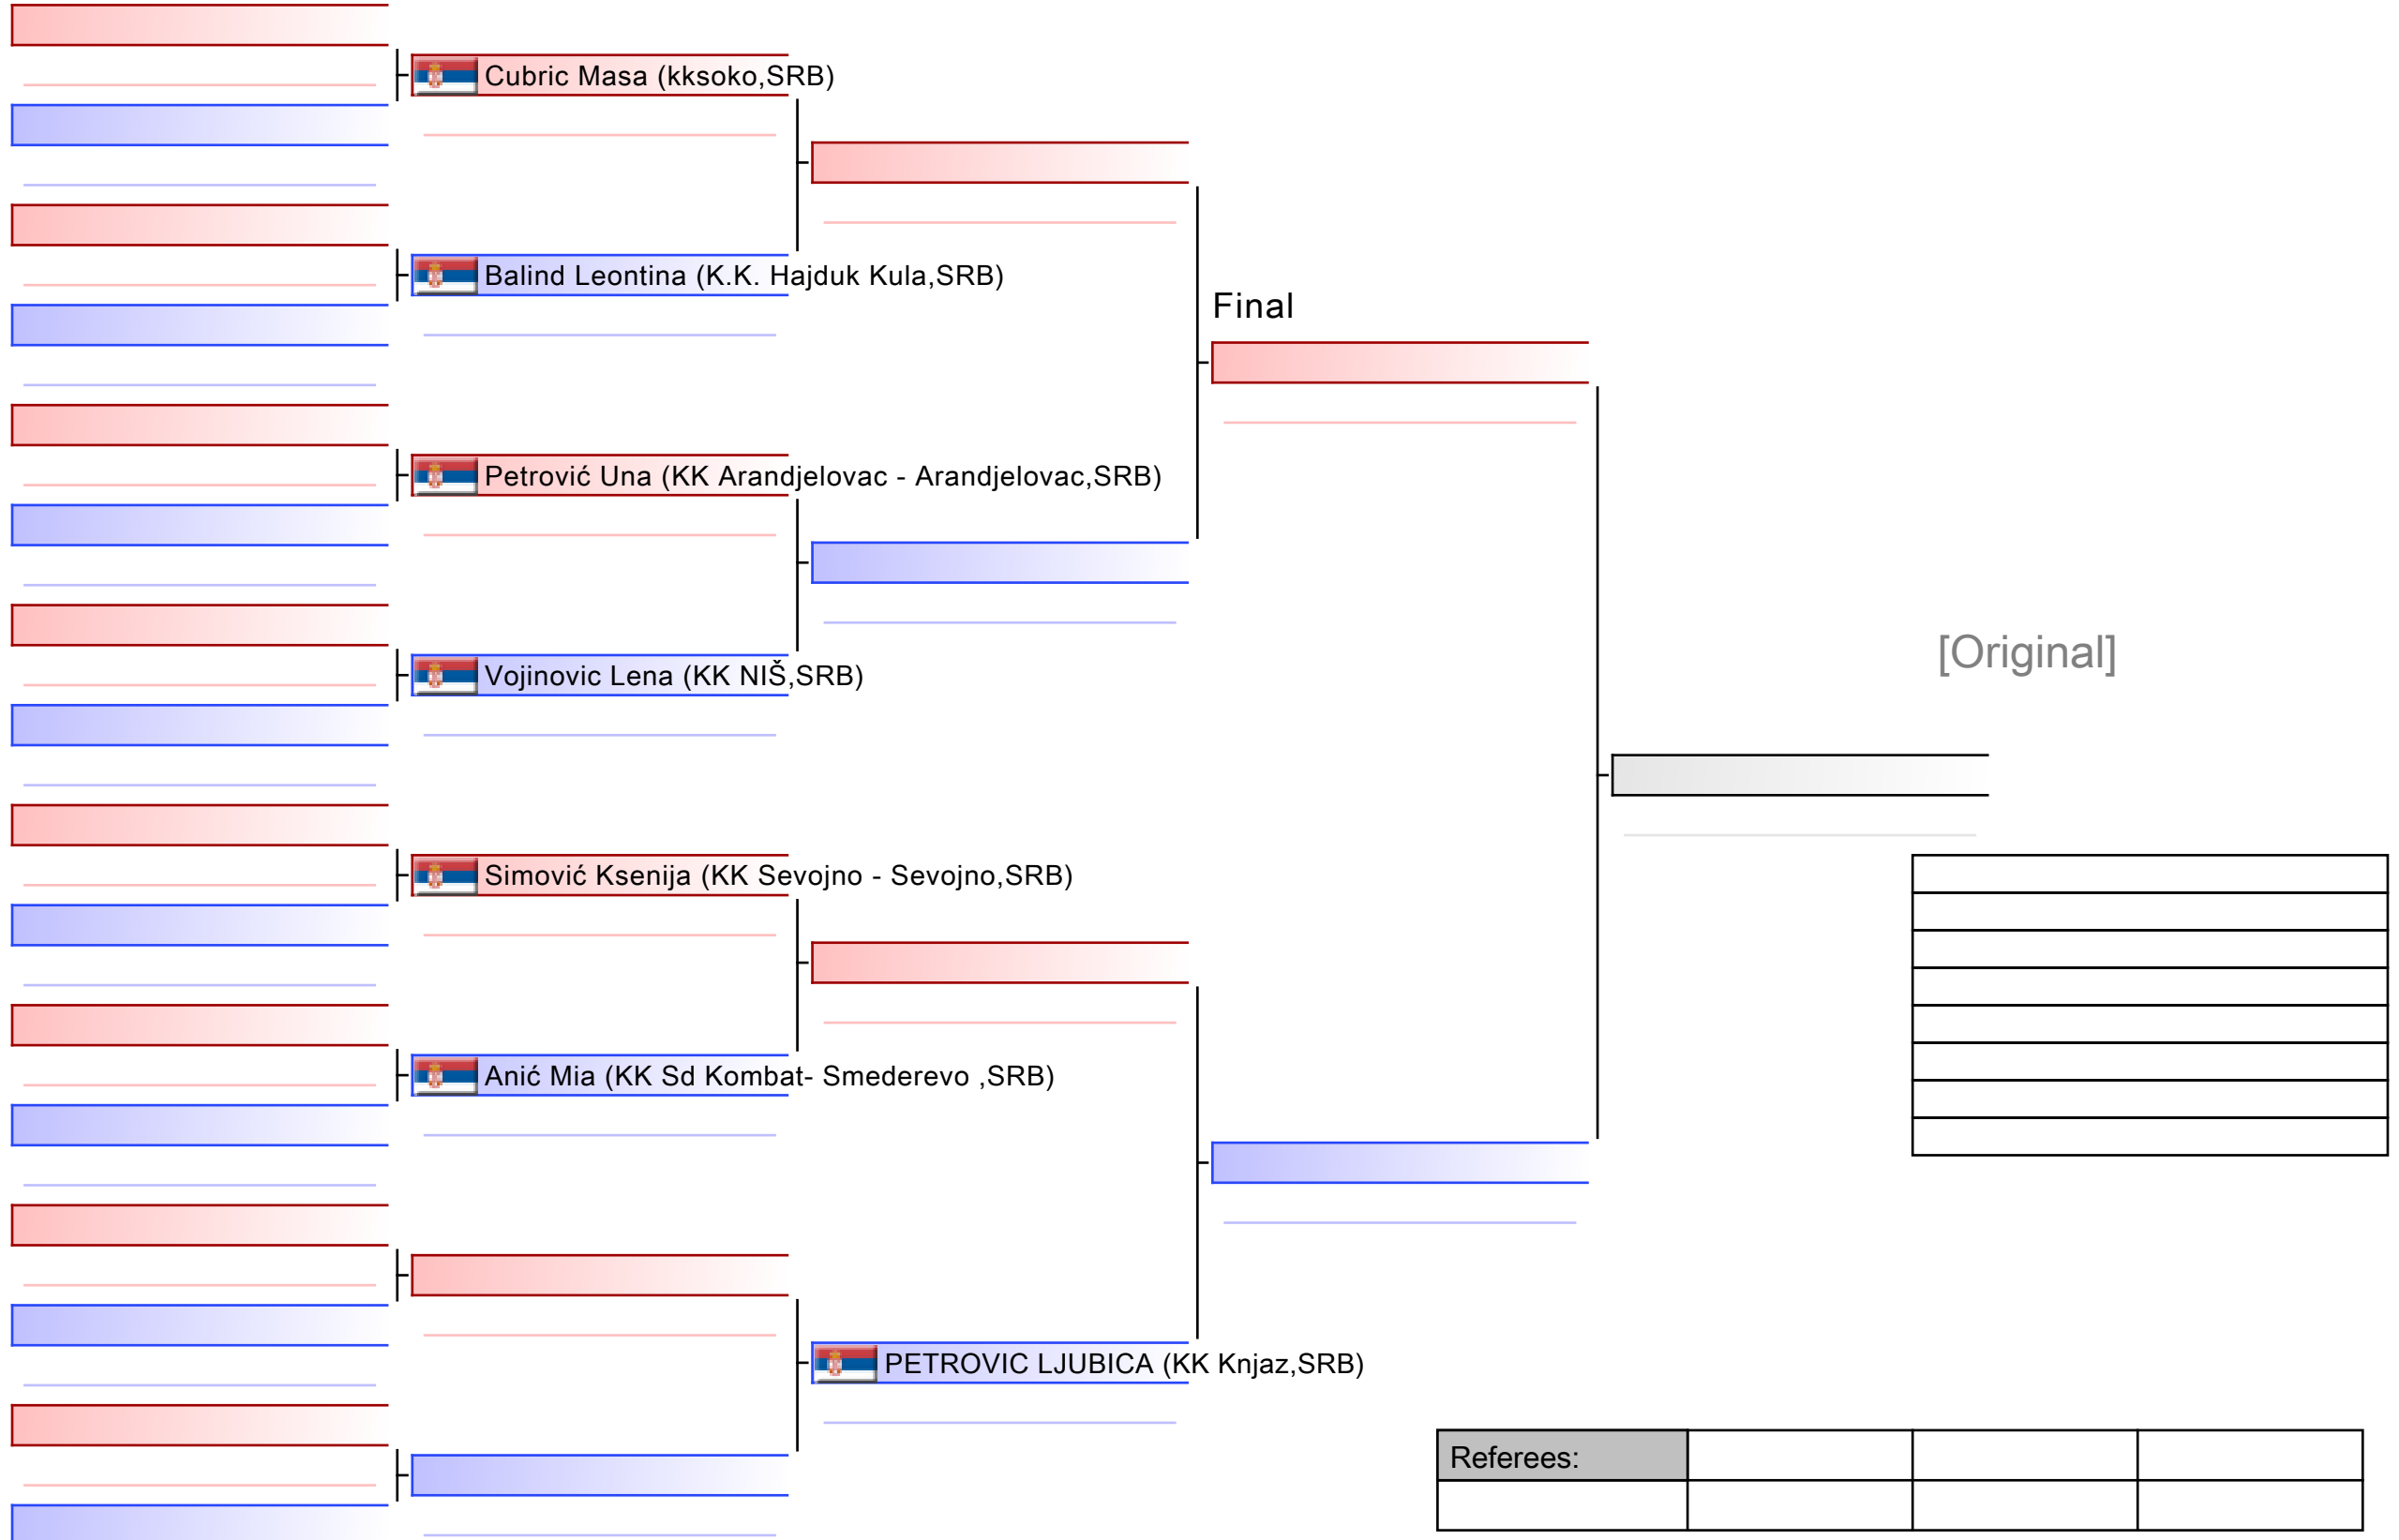 Cubric Masa (kksoko,SRB)
Balind Leontina (K.K. Hajduk Kula,SRB)
Final
Petrović Una (KK Arandjelovac - Arandjelovac,SRB)
[Original]
Vojinovic Lena (KK NIŠ,SRB)
Simović Ksenija (KK Sevojno - Sevojno,SRB)
Anić Mia (KK Sd Kombat- Smederevo ,SRB)
PETROVIC LJUBICA (KK Knjaz,SRB)
Referees: